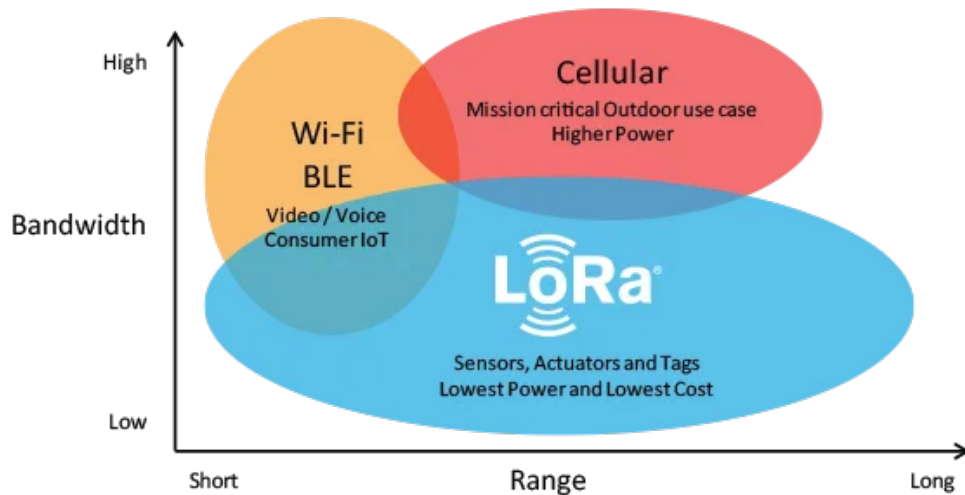 High
Bandwidth
Low
Wi-Fi
BLE
Video / Voice
Consumer IoT
Cellular
Mission critical Outdoor use case
Higher Power
LoRa®
Sensors, Actuators and Tags
Lowest Power and Lowest Cost
Short
Range
Long